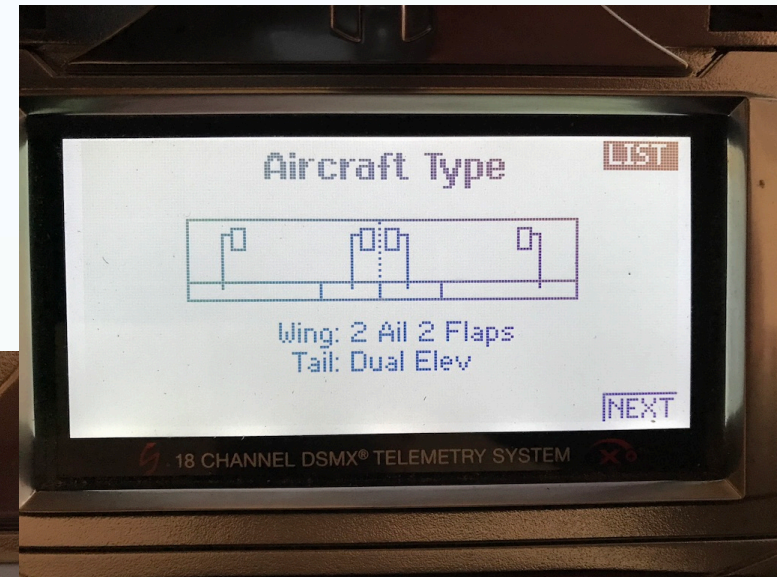 LIST
Aircraft Type
Wing: 2 Ail 2 Flaps
Tail: Dual Elev
NEXT
18 CHANNEL DSMX® TELEMETRY SYSTEM